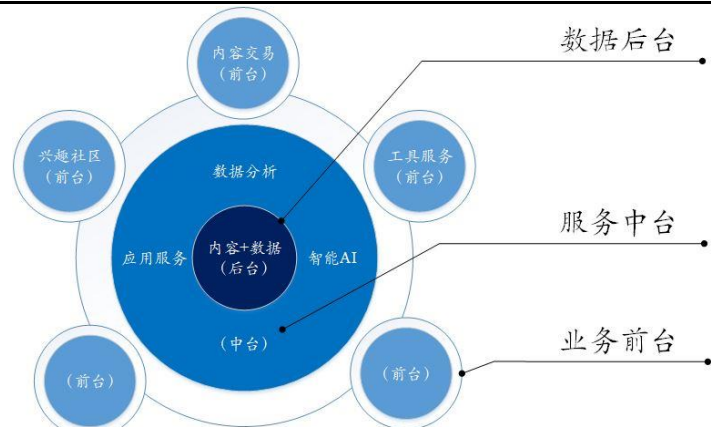 内容交易
(前台)
数据后台
兴趣社区
(前台)
工具服务
(前台)
数据分析
服务中台
应用服务
内容+数据
(后台)
智能AI
(中台)
业务前台
(前台)
(前台)